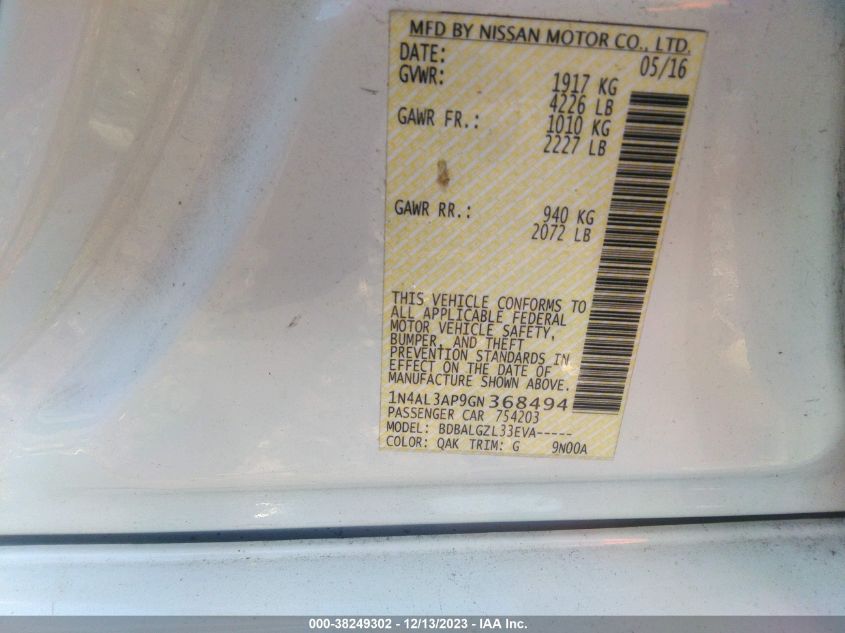 MFD BY NISSAN MOTOR CO., LTD.
DATE: 05/16
GVWR: 1917 KG
4226 LB
GAWR FR.: 1010 KG
2227 LB
GAWR RR.: 940 KG
2072 LB
THIS VEHICLE CONFORMS TO
ALL APPLICABLE FEDERAL
MOTOR VEHICLE SAFETY,
BUMPER, AND THEFT
PREVENTION STANDARDS IN
EFFECT ON THE DATE OF
MANUFACTURE SHOWN ABOVE.
1N4AL3AP9GN368494
PASSENGER CAR 754203
MODEL: BDBALGZL33EVA-----
COLOR: QAK TRIM: G 9N00A
000-38249302 - 12/13/2023 - IAA Inc.